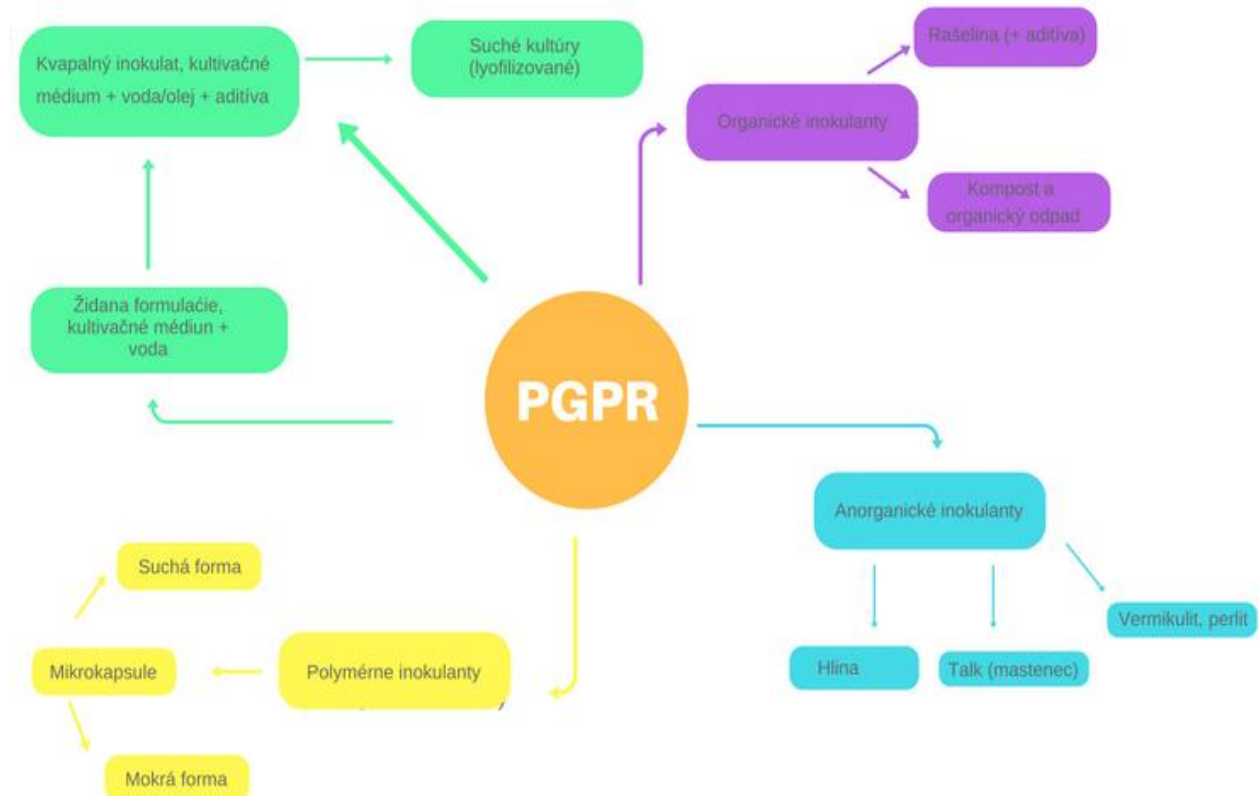 Kvapalný inokulat, kultivačné
médium + voda/olej + aditíva
Suché kultúry
(lyofilizované)
Rašelina (+ aditíva)
Organické inokulanty
Kompost a
organický odpad
Židana formulaćie,
kultivačné médiun +
voda
PGPR
Anorganické inokulanty
Suchá forma
Vermikulit, perlit
Mikrokapsule
Polymérne inokulanty
Hlina
Talk (mastenec)
Mokrá forma